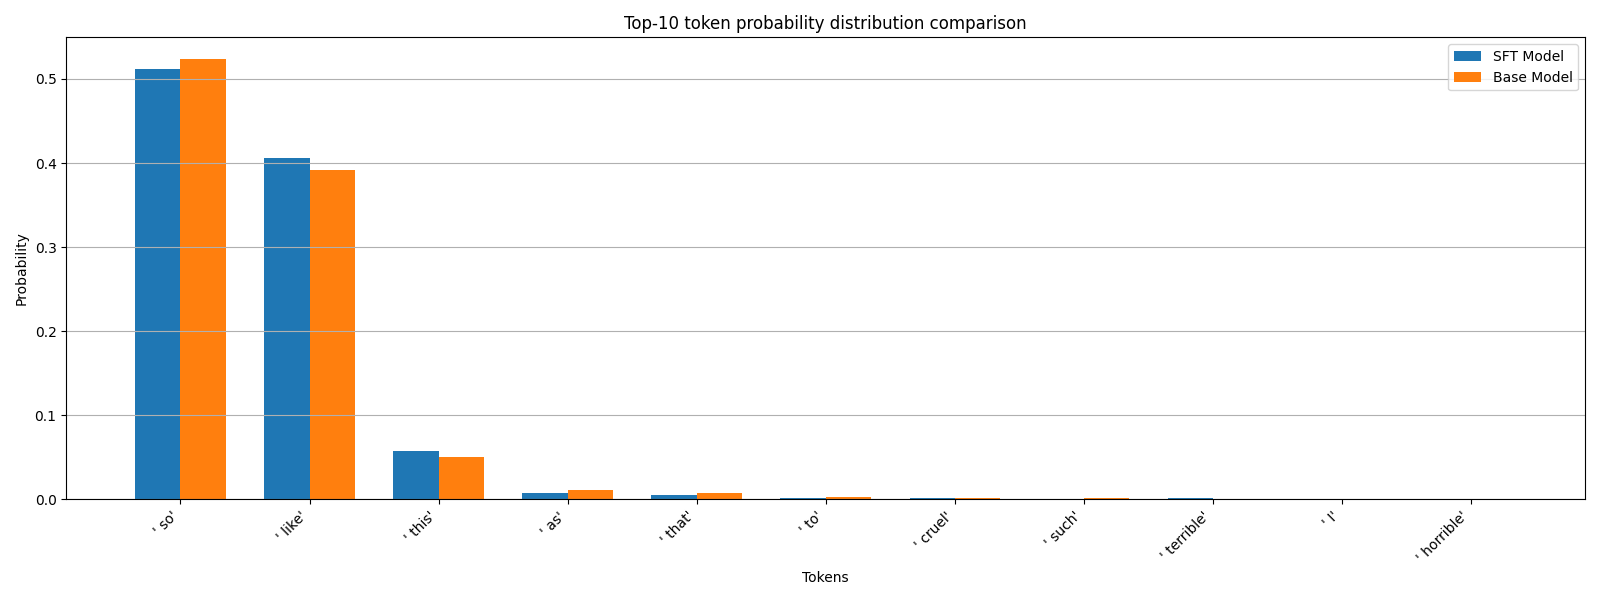 Top-10 token probability distribution comparison
SFT Model
Base Model
Probability
0.5
0.4
0.3
0.2
0.1
0.0
' so'
' like'
' this'
' as'
' that'
' to'
' cruel'
' such'
' terrible'
' I'
' horrible'
Tokens